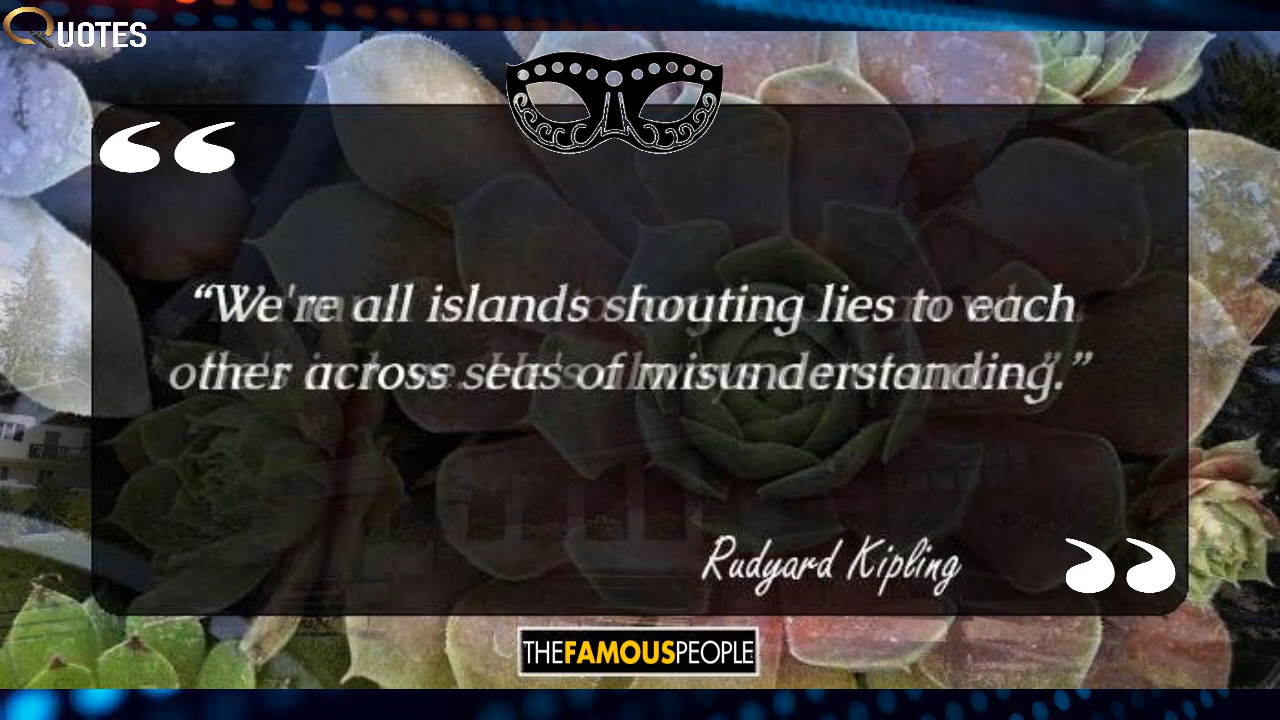 QUOTES
“We're all islands shouting lies to each
other across seas of misunderstanding.”
Rudyard Kipling
THEFAMOUSPEOPLE